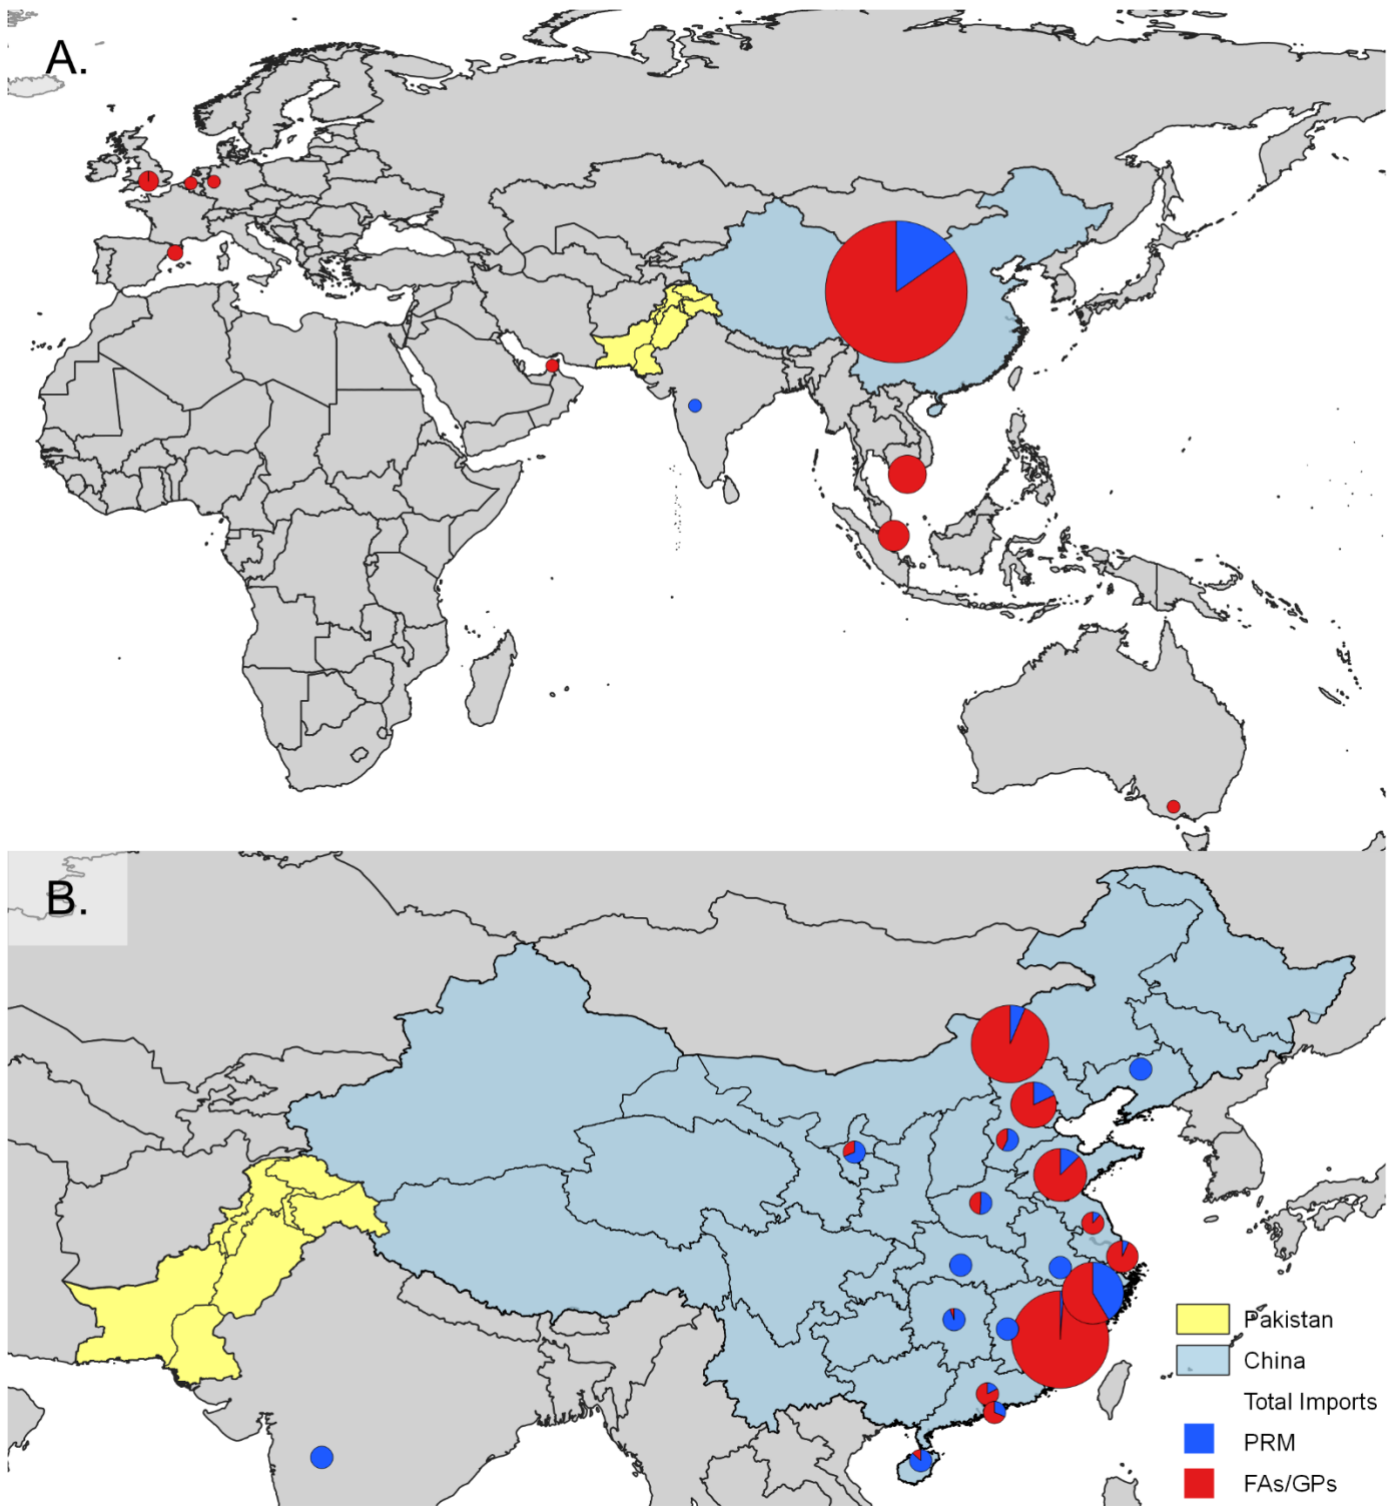 A.
B.
Pakistan
China
Total Imports
PRM
FAs/GPs